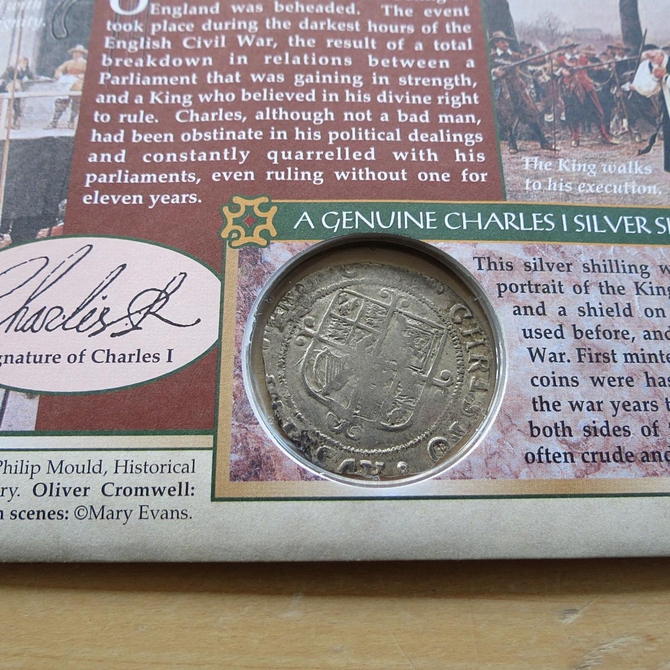 England was beheaded. The event
took place during the darkest hours of the
English Civil War, the result of a total
breakdown in relations between a
Parliament that was gaining in strength,
and a King who believed in his divine right
to rule. Charles, although not a bad man,
had been obstinate in his political dealings
and constantly quarrelled with his
parliaments, even ruling without one for
eleven years.
The King walks
to his execution.
A GENUINE CHARLES I SILVER S
This silver shilling w
portrait of the King
and a shield on
used before, and
War. First minte
coins were ha
the war years t
both sides of
often crude and
Charles R
gnature of Charles I
Philip Mould, Historical
ry. Oliver Cromwell:
n scenes: ©Mary Evans.
CHRISTO